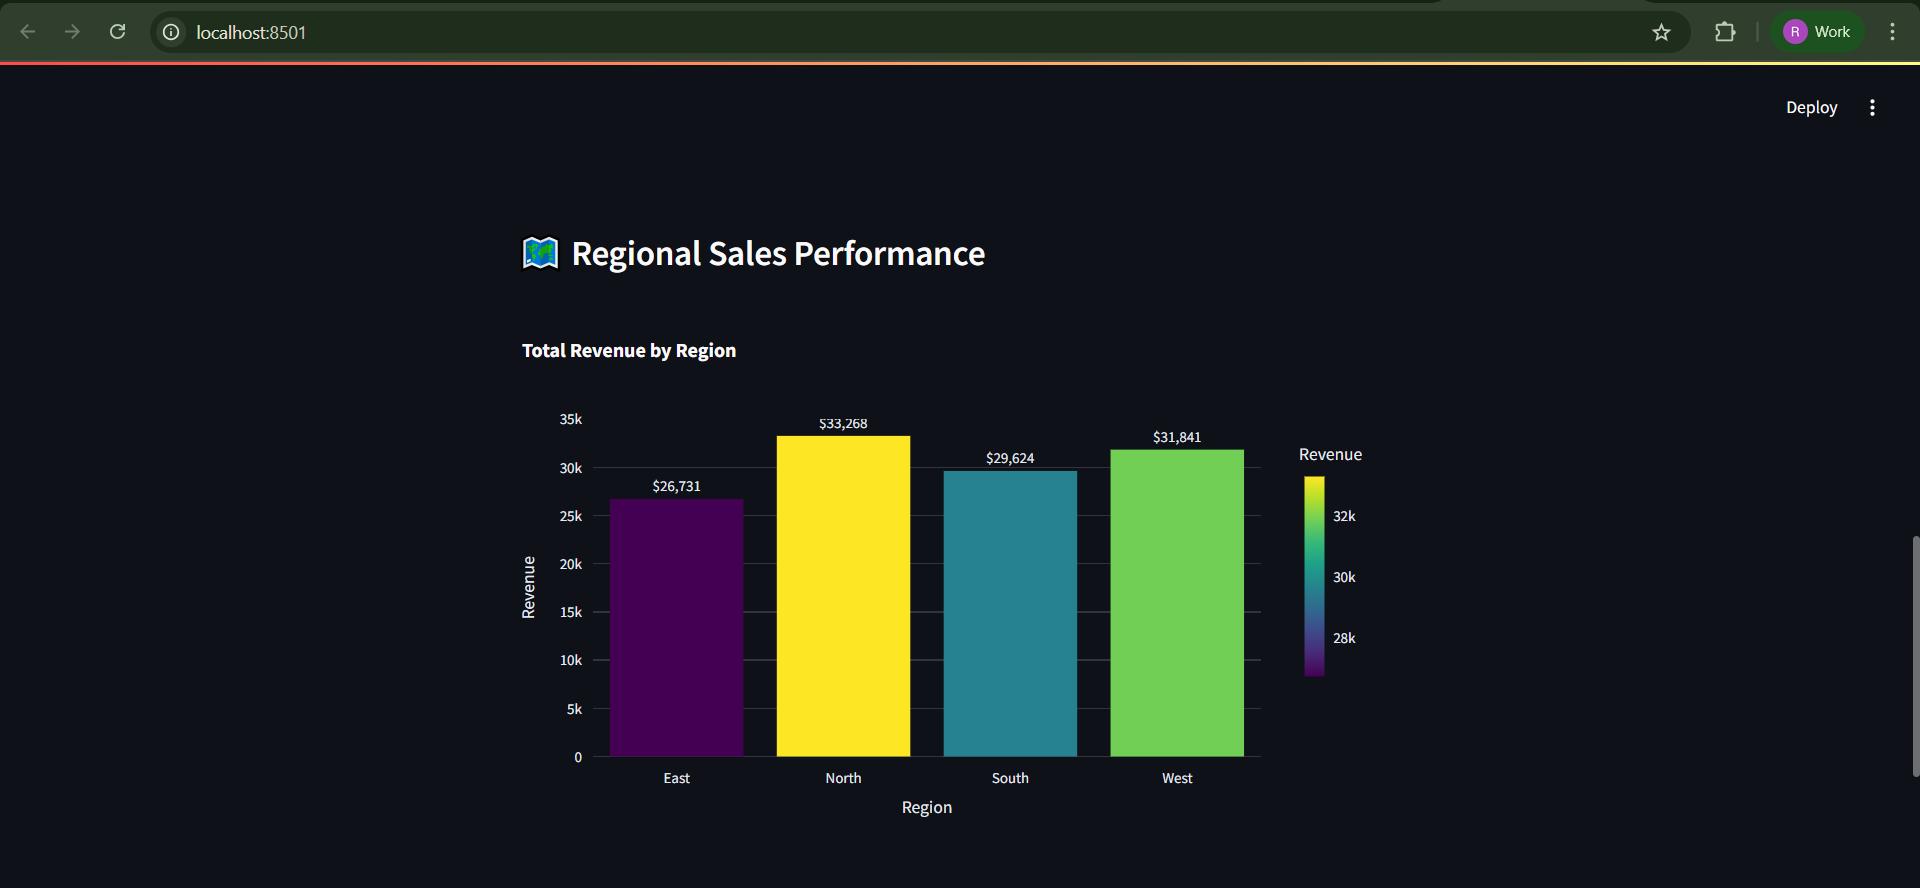 localhost:8501
R Work
Deploy
Regional Sales Performance
Total Revenue by Region
35k
30k
25k
20k
15k
10k
5k
0
Revenue
$26,731
$33,268
$29,624
$31,841
East North South West
Region
Revenue
32k
30k
28k